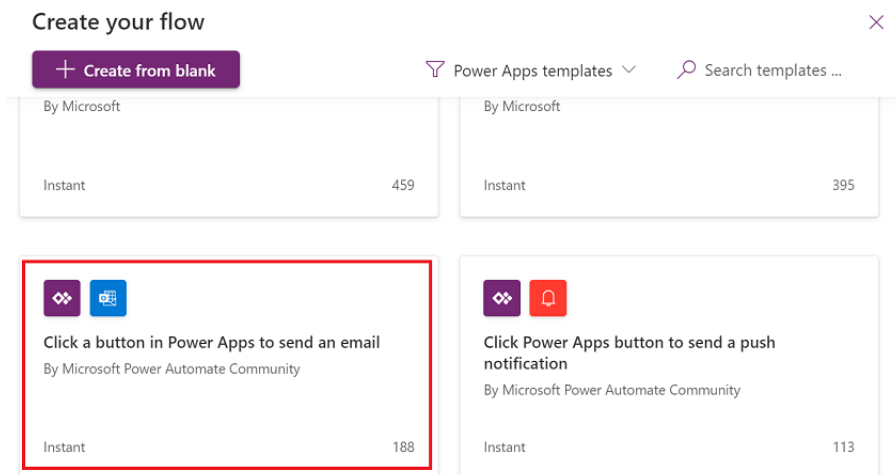 Create your flow
Create from blank
Power Apps templates
Search templates ...
By Microsoft
By Microsoft
Instant
459
Instant
395
Click a button in Power Apps to send an email
By Microsoft Power Automate Community
Instant
188
Click Power Apps button to send a push
notification
By Microsoft Power Automate Community
Instant
113